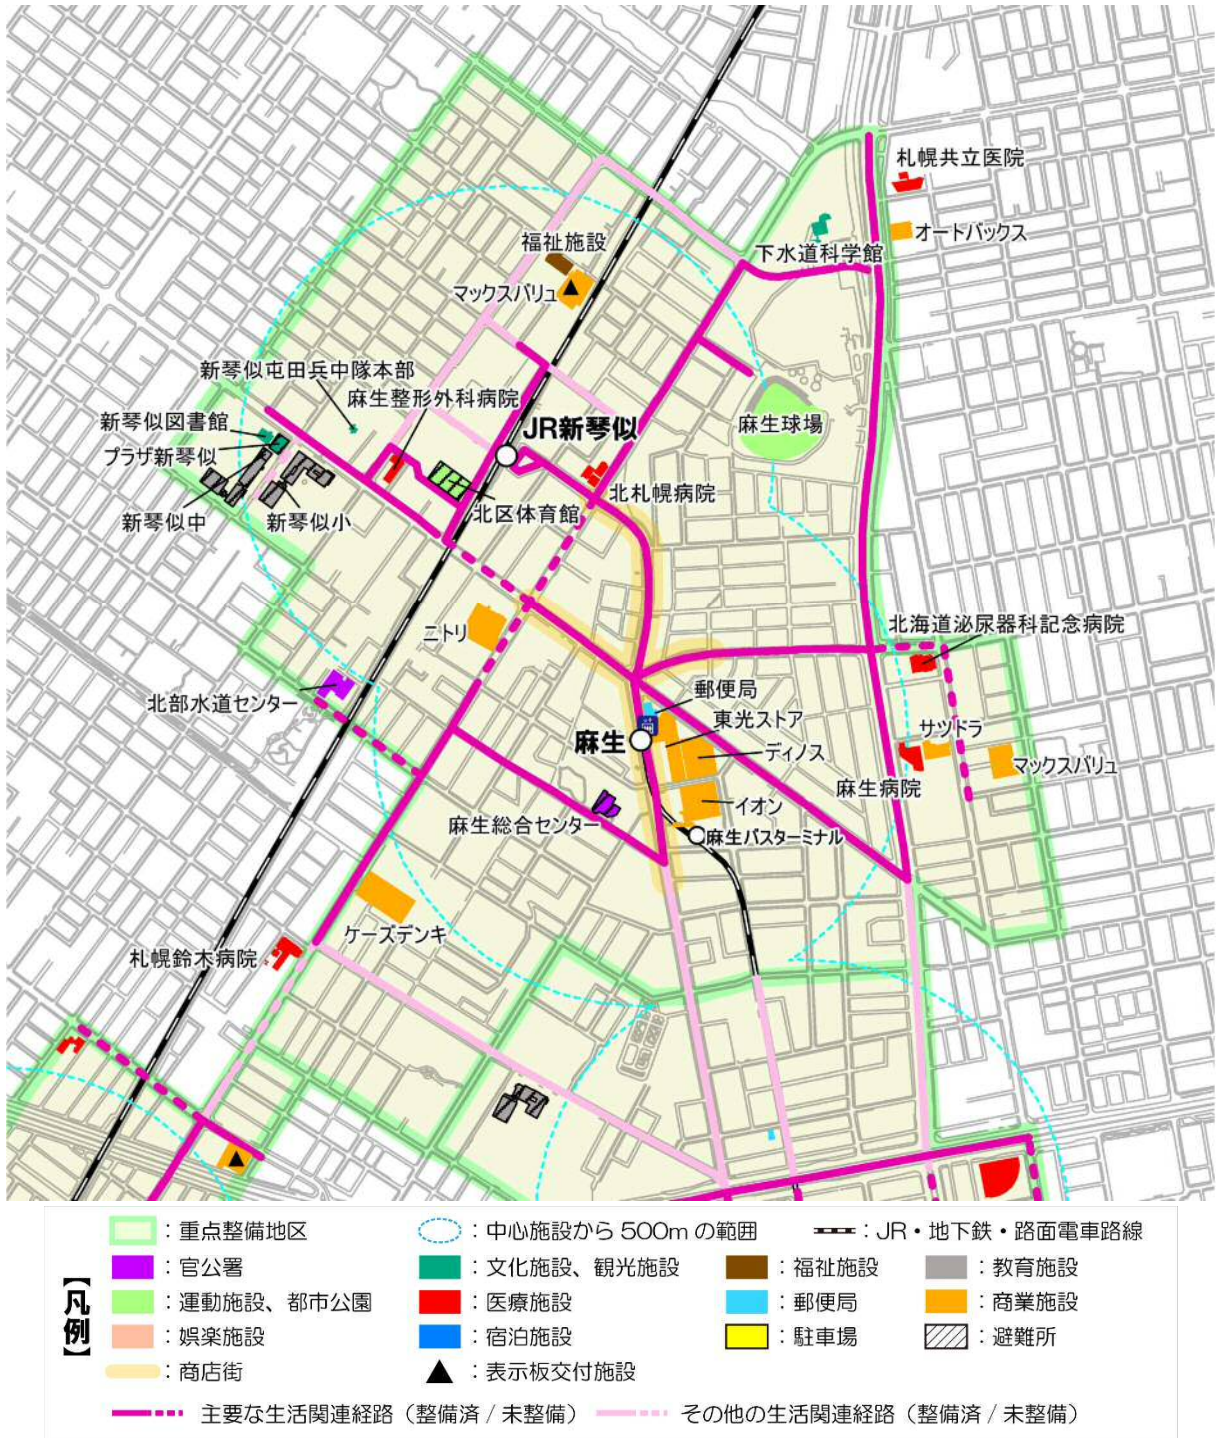 札幌共立医院
オートバックス
福祉施設
下水道科学館
マックスバリュ
新琴似屯田兵中隊本部
麻生整形外科病院
新琴似図書館
JR新琴似
麻生球場
プラザ新琴似
北札幌病院
新琴似中
新琴似小
北区体育館
ニトリ
北海道泌尿器科記念病院
北部水道センター
郵便局
東光ストア
サツドラ
麻生
ディノス
マックスバリュ
麻生病院
イオン
麻生総合センター
麻生バスターミナル
ケーズデンキ
札幌鈴木病院
【凡例】
：重点整備地区
：中心施設から500mの範囲
：JR・地下鉄・路面電車路線
：官公署
：文化施設、観光施設
：福祉施設
：教育施設
：運動施設、都市公園
：医療施設
：郵便局
：商業施設
：娯楽施設
：宿泊施設
：駐車場
：避難所
：商店街
：表示板交付施設
主要な生活関連経路（整備済 / 未整備）
その他の生活関連経路（整備済 / 未整備）